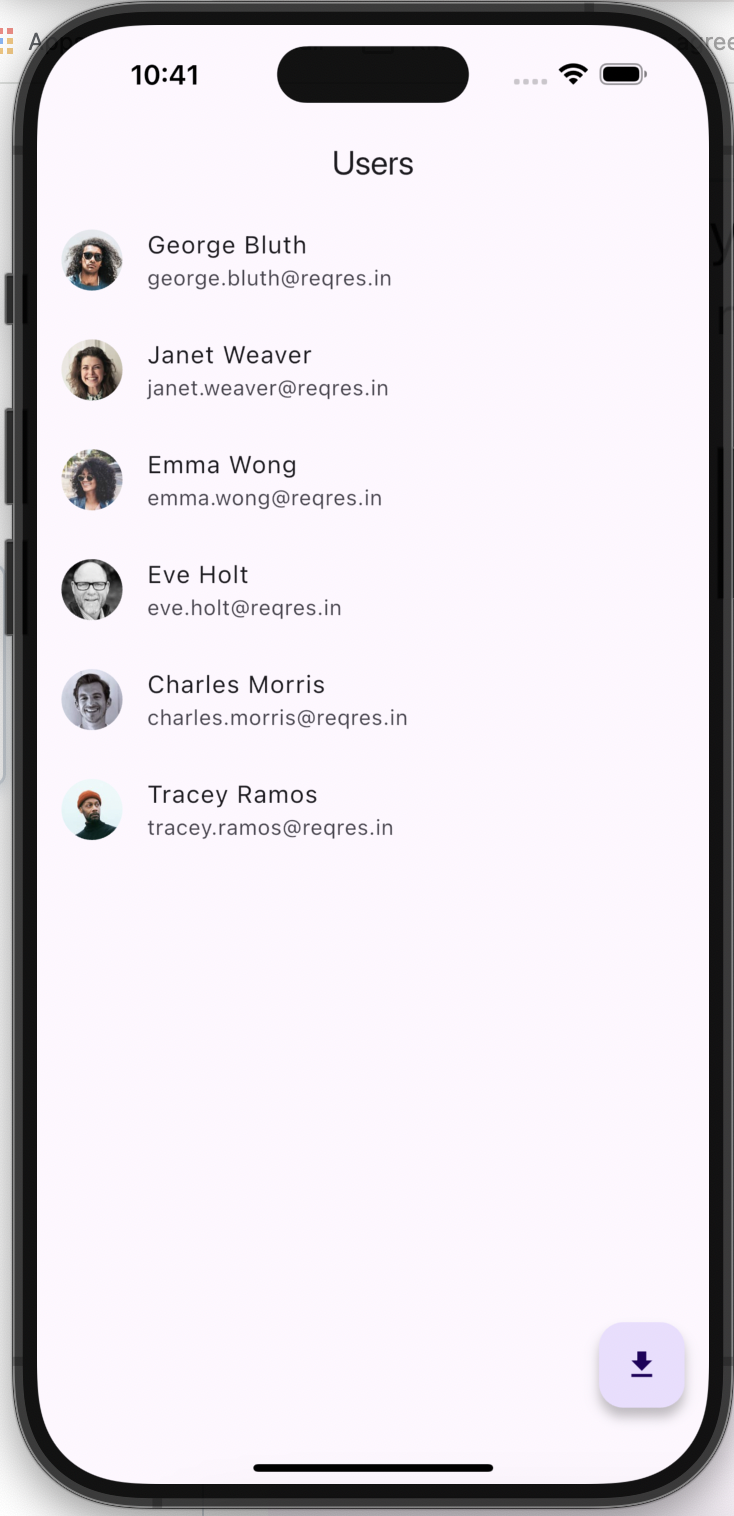 Apps
10:41
Users
George Bluth
george.bluth@reqres.in
Janet Weaver
janet.weaver@reqres.in
Emma Wong
emma.wong@reqres.in
Eve Holt
eve.holt@reqres.in
Charles Morris
charles.morris@reqres.in
Tracey Ramos
tracey.ramos@reqres.in